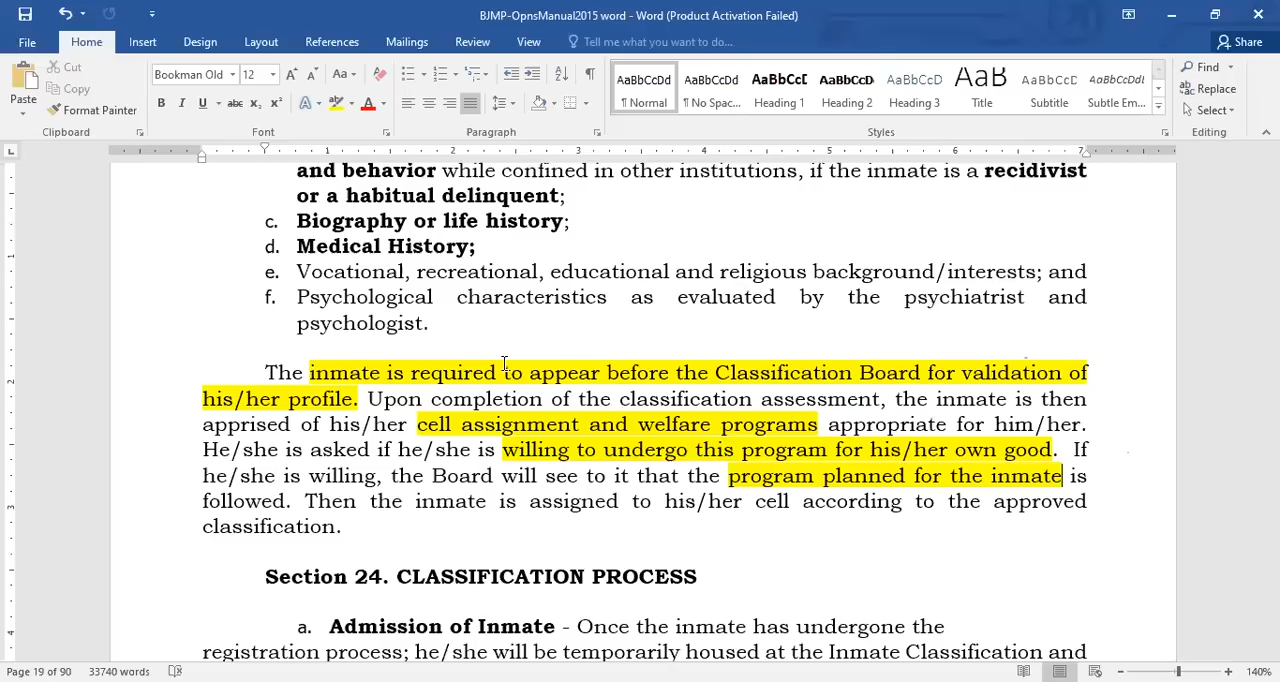 BJMP-OpnsManual2015 word - Word (Product Activation Failed)
File Home Insert Design Layout References Mailings Review View Tell me what you want to do... Share
Paste
Cut
Copy
Format Painter
Clipboard
Bookman Old 12
Font
Paragraph
AaBbCcDd AaBbCcDd AaBbCcI AaBbCcD AaBbCcD AaB AaBbCcC AaBbCcDdI
¶ Normal ¶ No Spac... Heading 1 Heading 2 Heading 3 Title Subtitle Subtle Em...
Styles
Find
Replace
Select
Editing
1 2 3 4 5 6 7
and behavior while confined in other institutions, if the inmate is a recidivist
or a habitual delinquent;
c. Biography or life history;
d. Medical History;
e. Vocational, recreational, educational and religious background/interests; and
f. Psychological characteristics as evaluated by the psychiatrist and
psychologist.
The inmate is required to appear before the Classification Board for validation of
his/her profile. Upon completion of the classification assessment, the inmate is then
apprised of his/her cell assignment and welfare programs appropriate for him/her.
He/she is asked if he/she is willing to undergo this program for his/her own good. If
he/she is willing, the Board will see to it that the program planned for the inmate is
followed. Then the inmate is assigned to his/her cell according to the approved
classification.
Section 24. CLASSIFICATION PROCESS
a. Admission of Inmate - Once the inmate has undergone the
registration process; he/she will be temporarily housed at the Inmate Classification and
Page 19 of 90 33740 words 140%